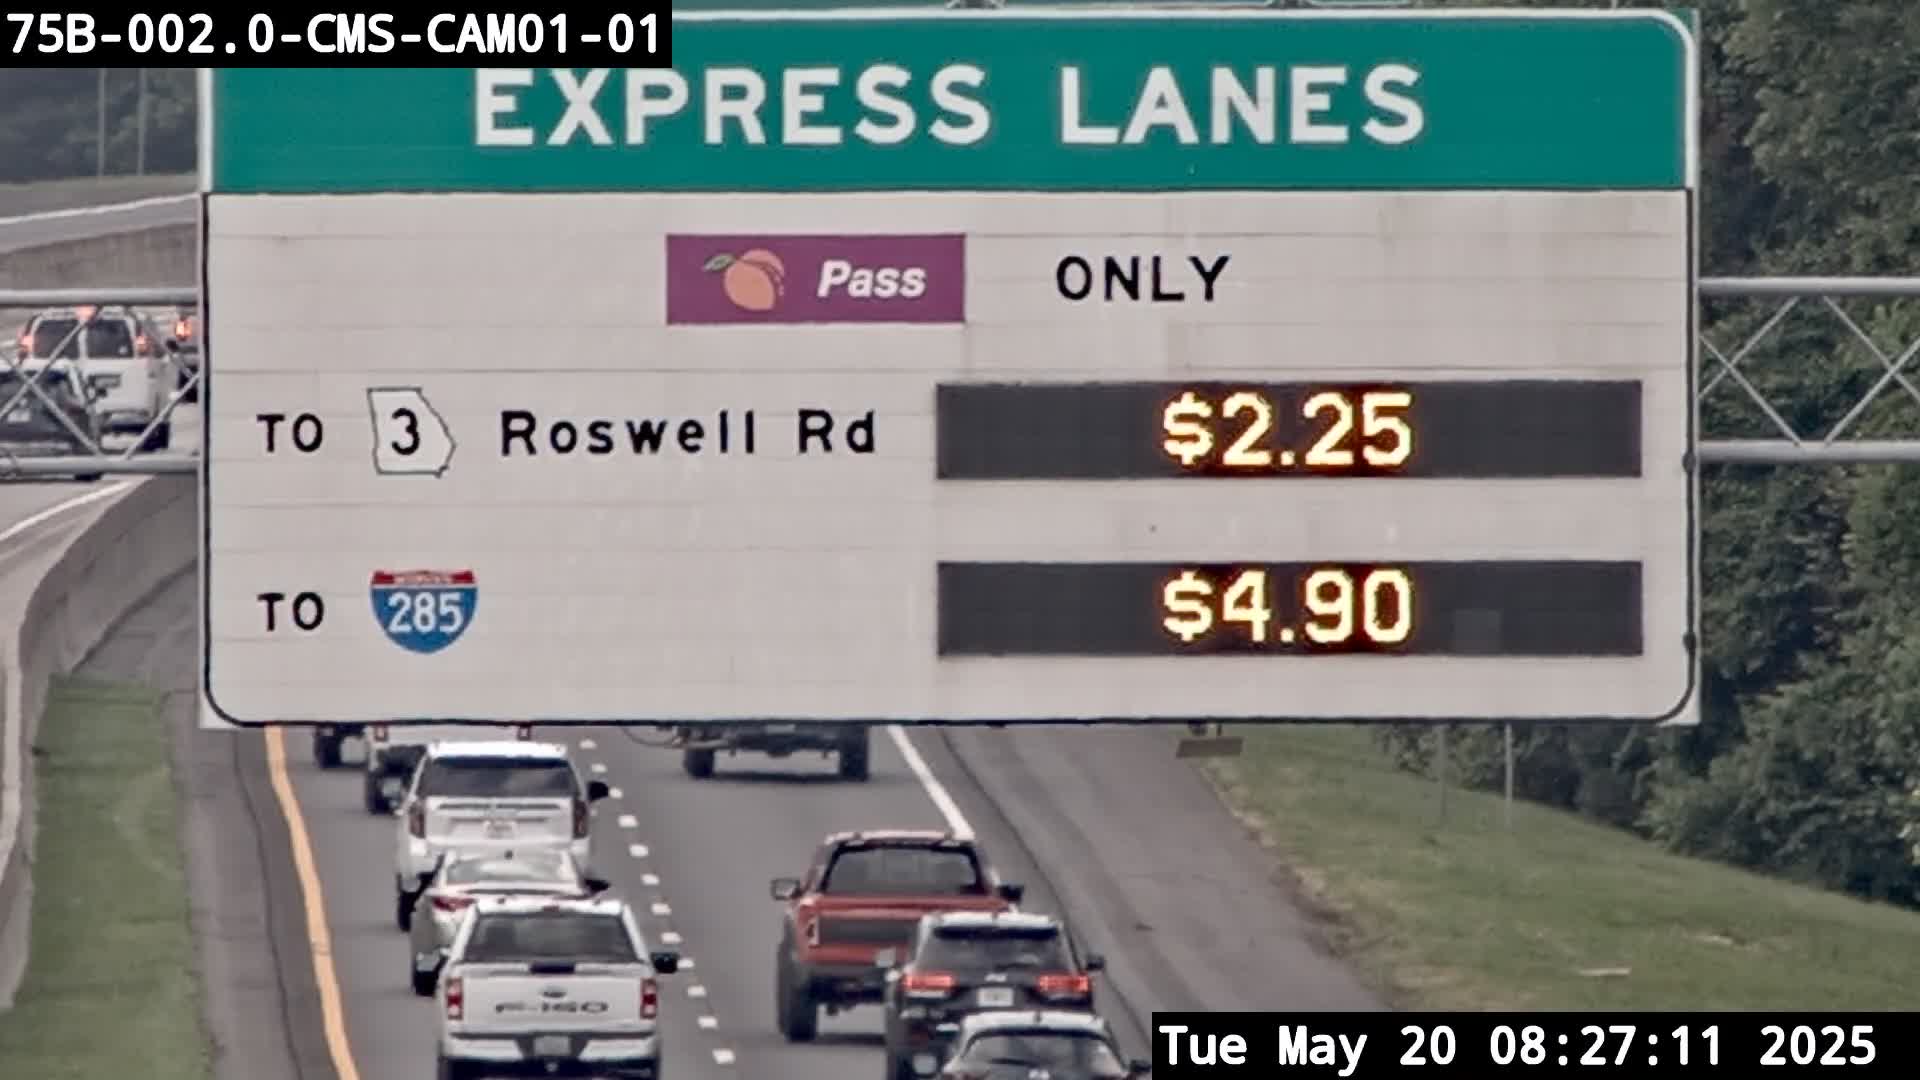 75B-002.0-CMS-CAM01-01
EXPRESS LANES
Pass ONLY
TO 3 Roswell Rd $2.25
TO 285 $4.90
F-150
Tue May 20 08:27:11 2025